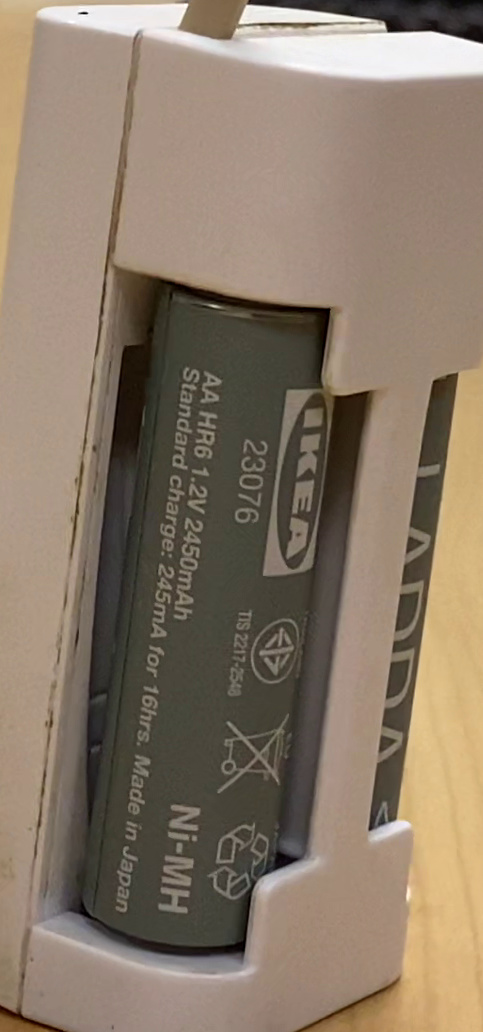 IKEA
23076
AA HR6 1.2V 2450mAh
Standard charge: 245mA for 16hrs. Made in Japan
TIS 2217-2548
Ni-MH
LADDA